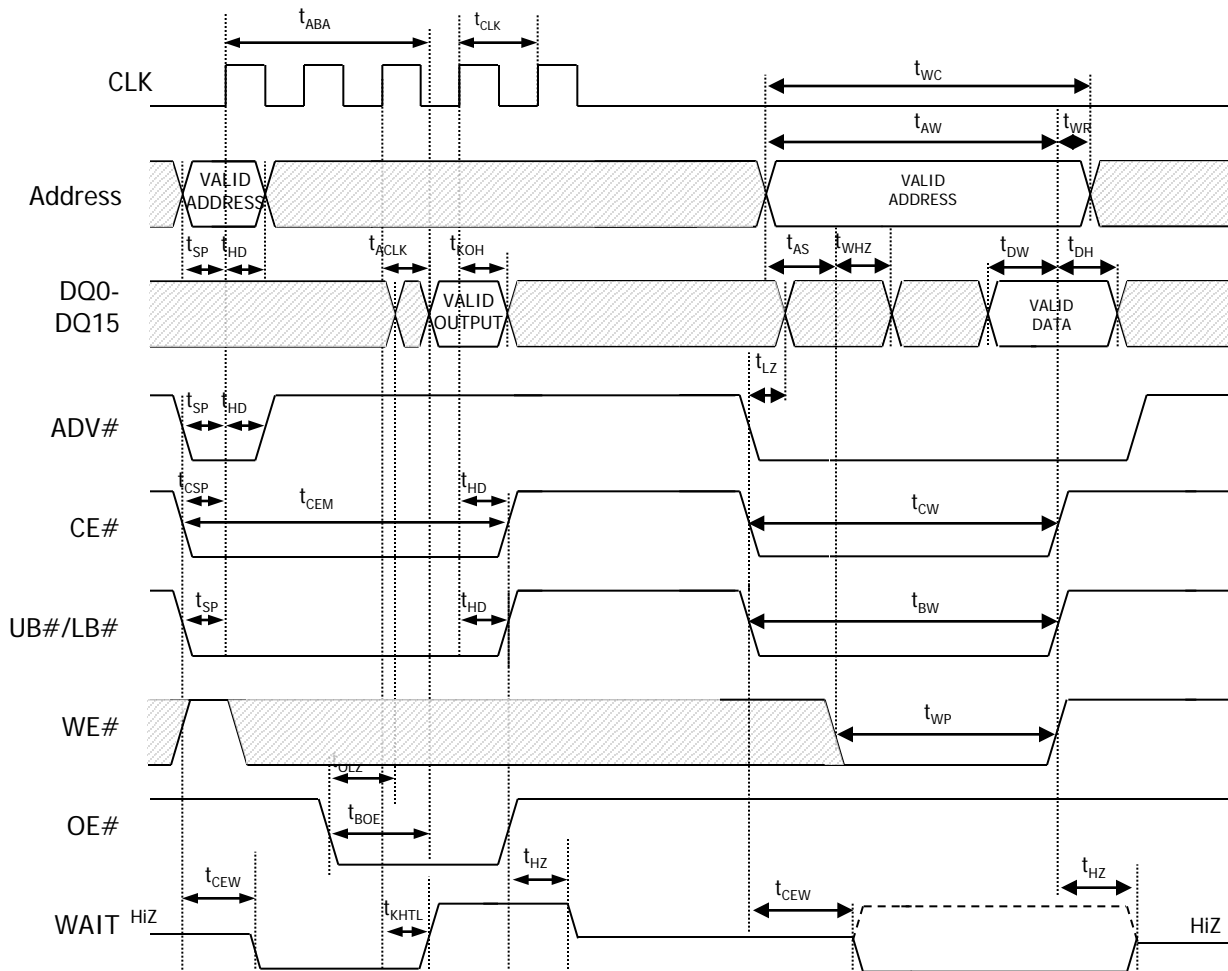 tABA
tCLK
CLK
tWC
tAW
tWR
Address
VALID
ADDRESS
VALID
ADDRESS
tSP
tHD
tACLK
tKOH
tAS
tWHZ
tDW
tDH
DQ0-
DQ15
VALID
OUTPUT
VALID
DATA
tLZ
ADV#
tSP
tHD
CE#
tCSP
tCEM
tHD
tCW
UB#/LB#
tSP
tHD
tBW
WE#
tWP
tOLZ
OE#
tBOE
tHZ
tHZ
tCEW
tCEW
WAIT
HiZ
tKHTL
HiZ